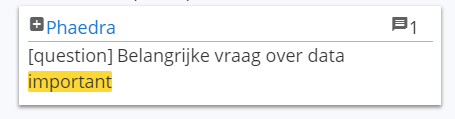 Phaedra 1
[question] Belangrijke vraag over data
important